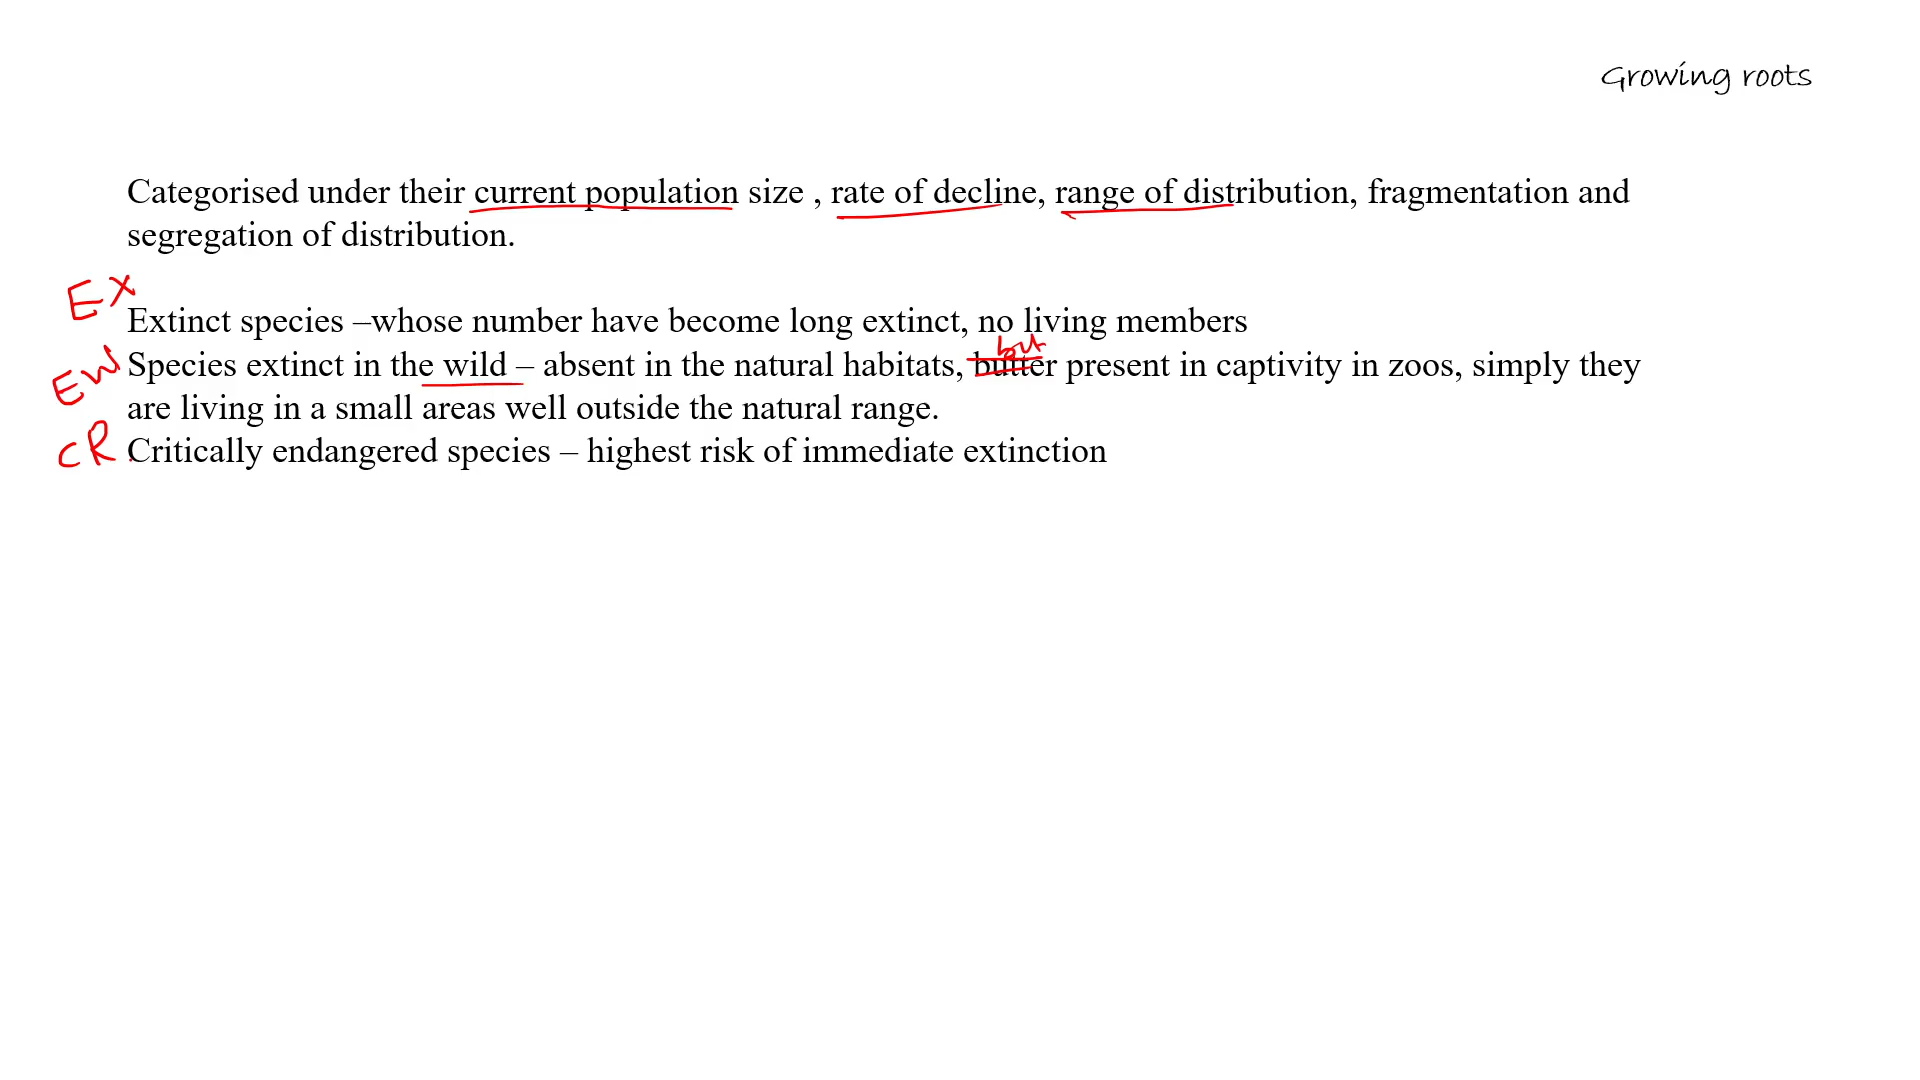 Growing roots
Categorised under their current population size , rate of decline, range of distribution, fragmentation and
segregation of distribution.
Ex
Extinct species –whose number have become long extinct, no living members
but
EW Species extinct in the wild – absent in the natural habitats, butter present in captivity in zoos, simply they
are living in a small areas well outside the natural range.
CR Critically endangered species – highest risk of immediate extinction